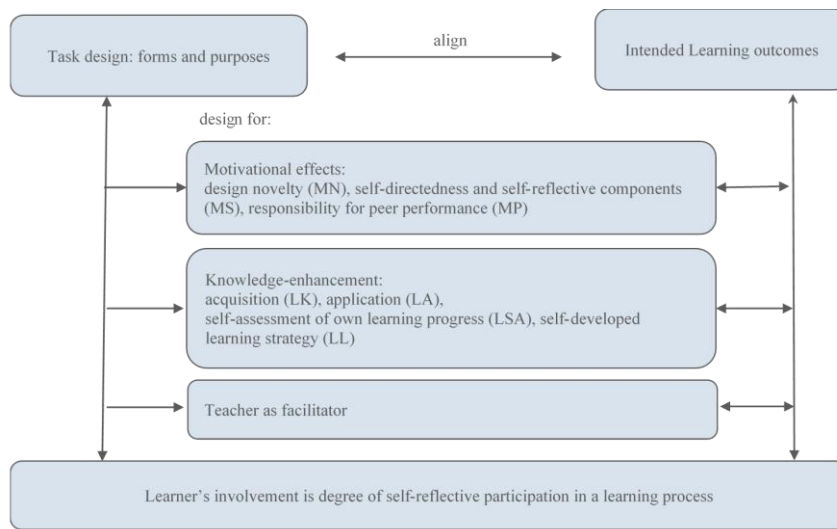 Task design: forms and purposes
align
Intended Learning outcomes
design for:
Motivational effects:
design novelty (MN), self-directedness and self-reflective components
(MS), responsibility for peer performance (MP)
Knowledge-enhancement:
acquisition (LK), application (LA),
self-assessment of own learning progress (LSA), self-developed
learning strategy (LL)
Teacher as facilitator
Learner’s involvement is degree of self-reflective participation in a learning process